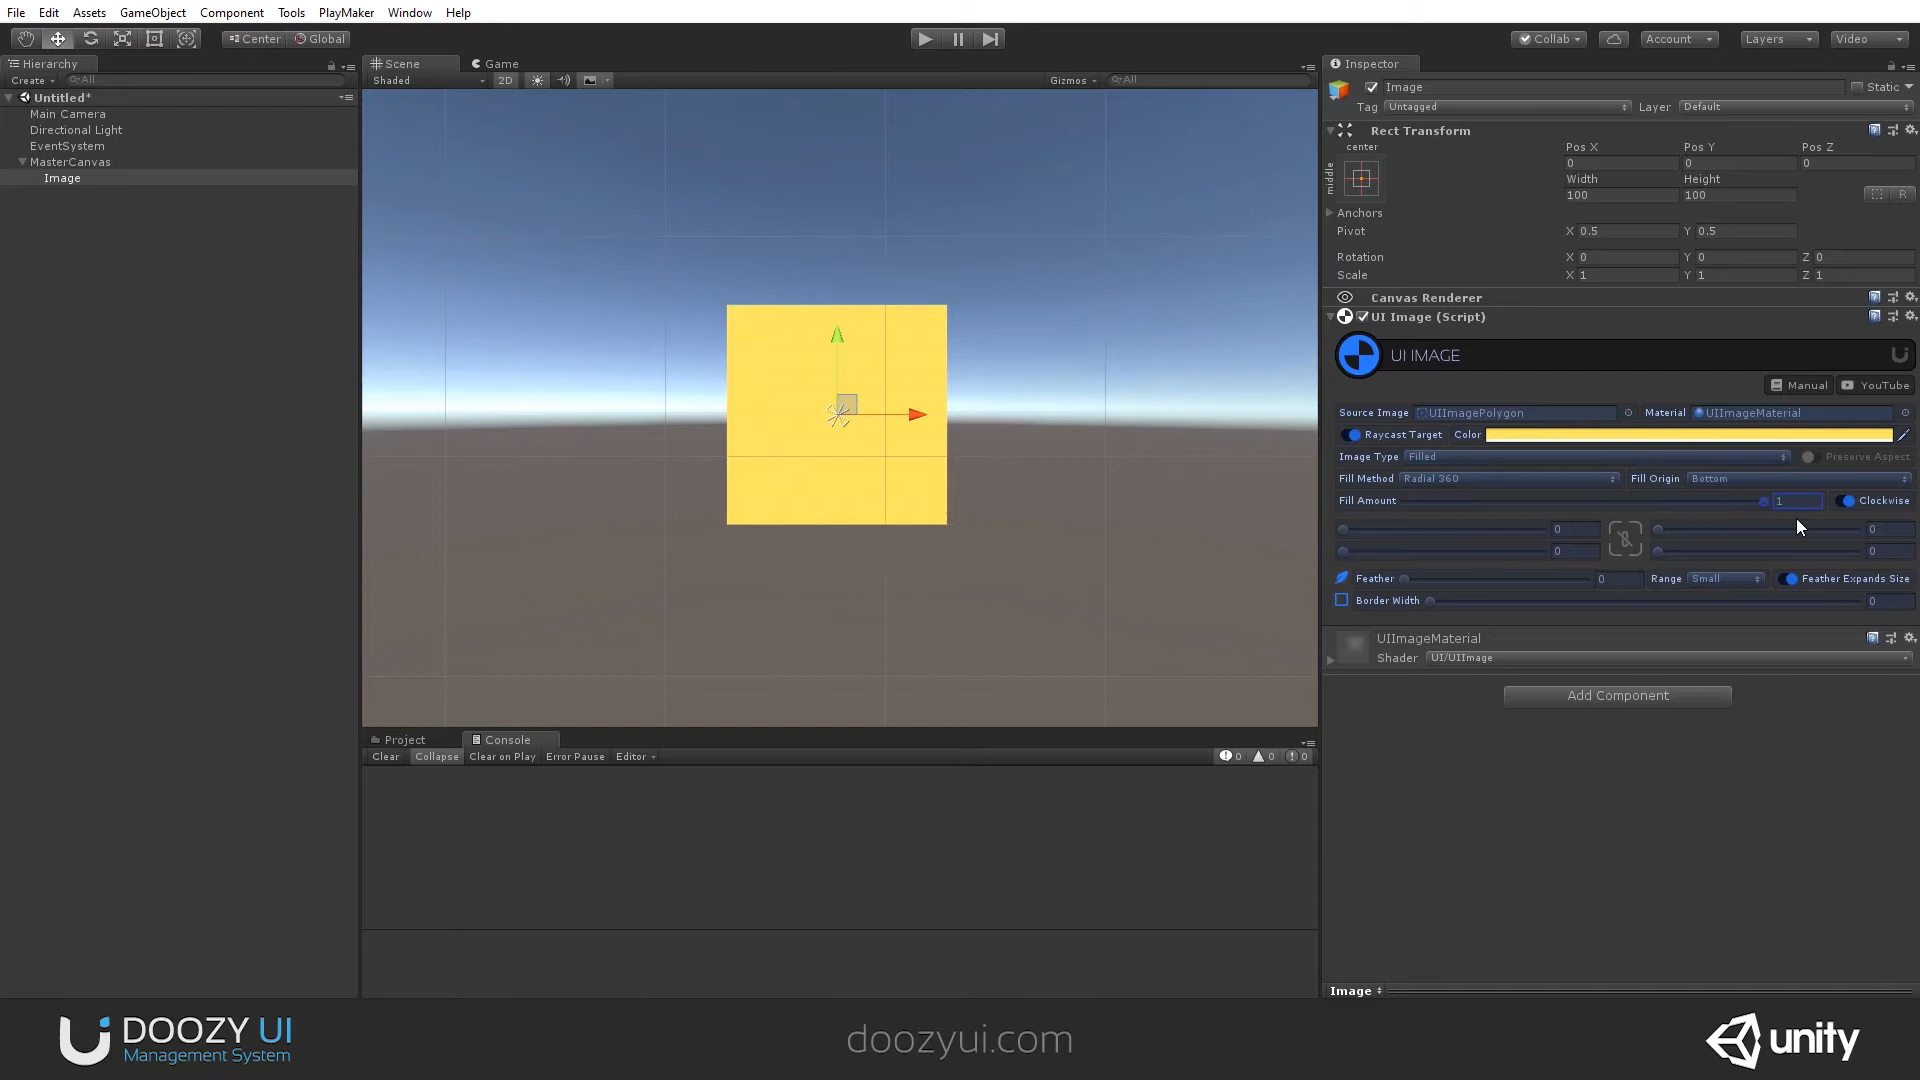 File Edit Assets GameObject Component Tools PlayMaker Window Help
Center Global Collab Account Layers Video
Hierarchy
Create All
Untitled*
Main Camera
Directional Light
EventSystem
MasterCanvas
Image
Scene Game
Shaded 2D Gizmos All
Project Console
Clear Collapse Clear on Play Error Pause Editor 0 0 0
Inspector
Image Static
Tag Untagged Layer Default
Rect Transform
center Pos X Pos Y Pos Z
middle 0 0 0
Width Height
100 100 R
Anchors
Pivot X 0.5 Y 0.5
Rotation X 0 Y 0 Z 0
Scale X 1 Y 1 Z 1
Canvas Renderer
UI Image (Script)
UI IMAGE
Manual YouTube
Source Image UIImagePolygon Material UIImageMaterial
Raycast Target Color
Image Type Filled Preserve Aspect
Fill Method Radial 360 Fill Origin Bottom
Fill Amount 1 Clockwise
0 0
0 0
Feather 0 Range Small Feather Expands Size
Border Width 0
UIImageMaterial
Shader UI/UIImage
Add Component
Image
DOOZY UI
Management System
doozyui.com
unity